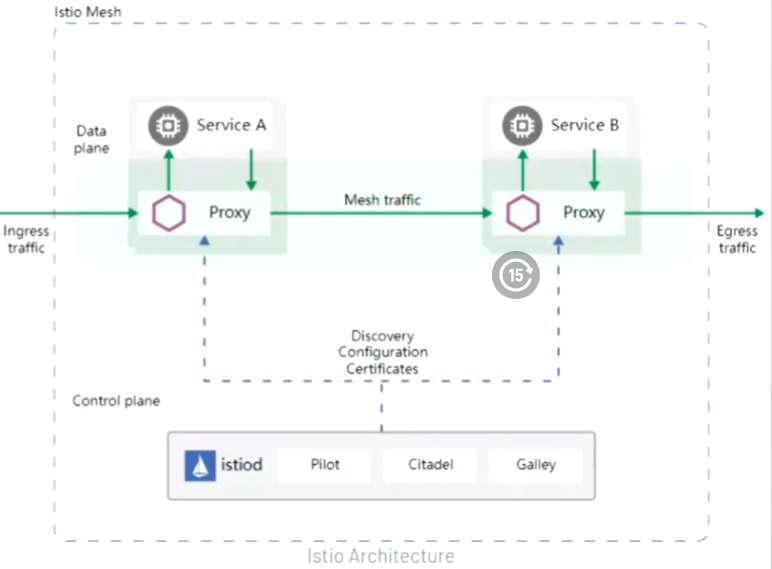 Istio Mesh
Data
plane
Service A
Service B
Proxy
Mesh traffic
Proxy
Ingress
traffic
Egress
traffic
15
Discovery
Configuration
Certificates
Control plane
istiod
Pilot
Citadel
Galley
Istio Architecture